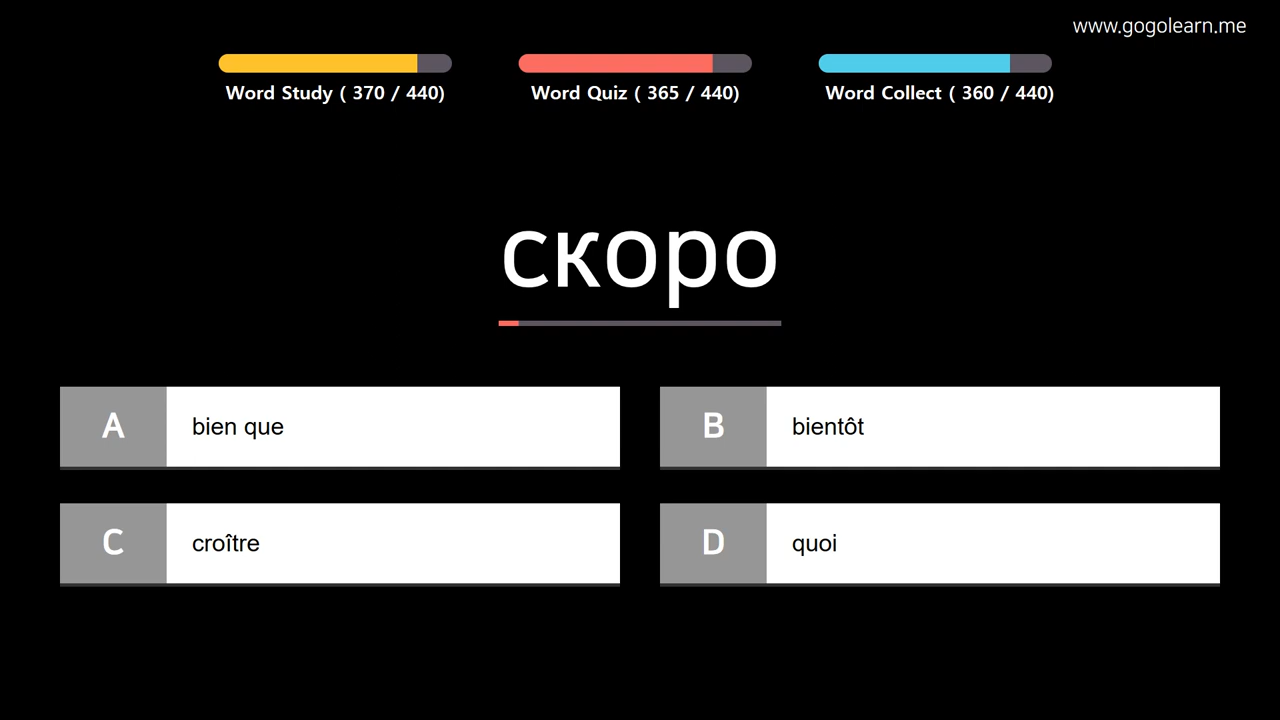 www.gogolearn.me
Word Study ( 370 / 440)
Word Quiz ( 365 / 440)
Word Collect ( 360 / 440)
скоро
A bien que
B bientôt
C croître
D quoi